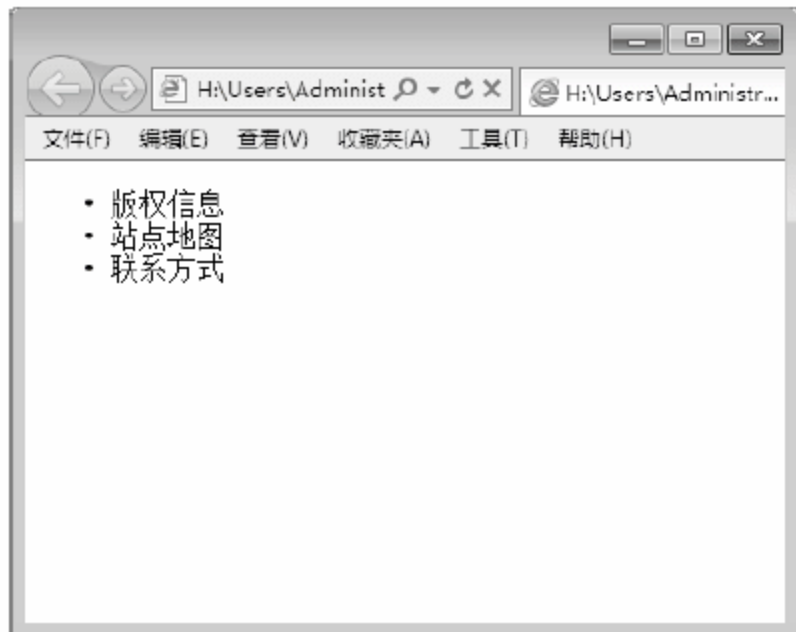 H:\Users\Administ
H:\Users\Administr...
文件(F) 编辑(E) 查看(V) 收藏夹(A) 工具(T) 帮助(H)
• 版权信息
• 站点地图
• 联系方式